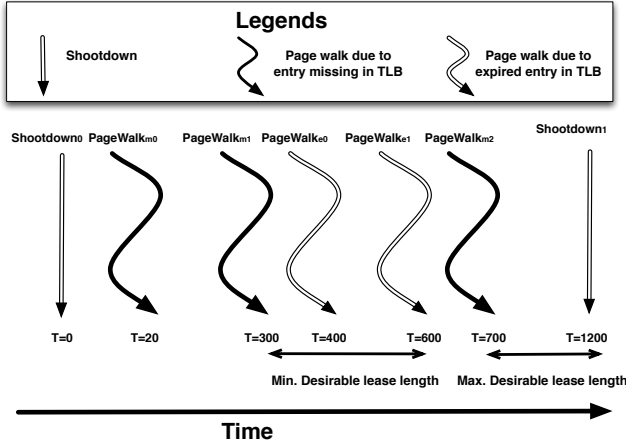 Legends
Shootdown
Page walk due to
entry missing in TLB
Page walk due to
expired entry in TLB
Shootdown0 PageWalkm0 PageWalkm1 PageWalke0 PageWalke1 PageWalkm2 Shootdown1
T=0 T=20 T=300 T=400 T=600 T=700 T=1200
Min. Desirable lease length Max. Desirable lease length
Time